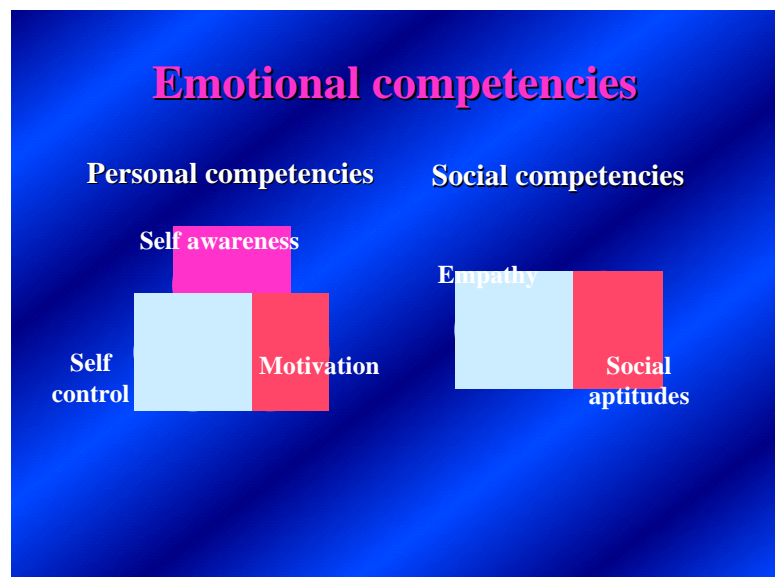 Emotional competencies
Personal competencies
Self awareness
Self
control
Motivation
Social competencies
Empathy
Social
aptitudes